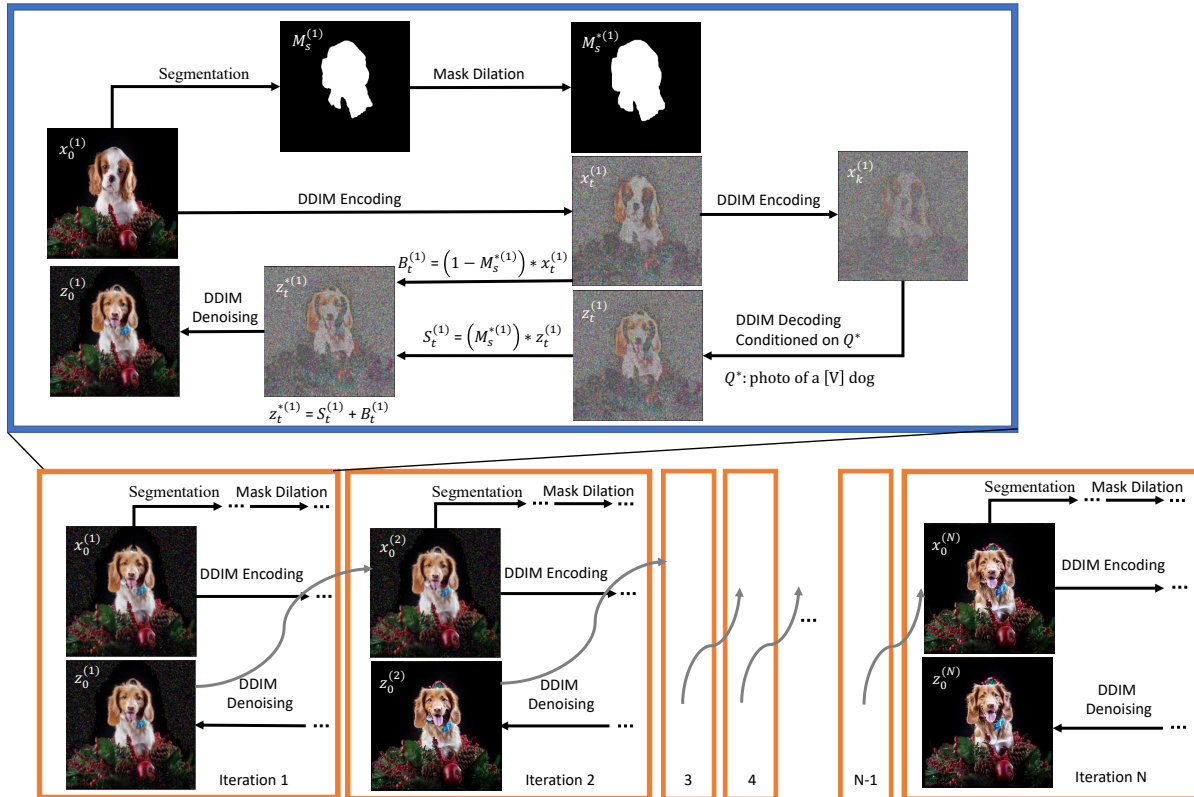 $M_s^{(1)}$
$M_s^{*(1)}$
Segmentation
Mask Dilation
$x_0^{(1)}$
$x_t^{(1)}$
$x_k^{(1)}$
DDIM Encoding
DDIM Encoding
$B_t^{(1)} = (1 - M_s^{*(1)}) * x_t^{(1)}$
$z_0^{(1)}$
$z_t^{*(1)}$
$z_t^{(1)}$
DDIM
Denoising
$S_t^{(1)} = (M_s^{*(1)}) * z_t^{(1)}$
DDIM Decoding
Conditioned on $Q^*$
$Q^*$: photo of a [V] dog
$z_t^{*(1)} = S_t^{(1)} + B_t^{(1)}$
Segmentation ... Mask Dilation ...
$x_0^{(1)}$
DDIM Encoding
...
$z_0^{(1)}$
DDIM
Denoising
...
Iteration 1
Segmentation ... Mask Dilation ...
$x_0^{(2)}$
DDIM Encoding
...
$z_0^{(2)}$
DDIM
Denoising
...
Iteration 2
3
4
...
N-1
Segmentation ... Mask Dilation ...
$x_0^{(N)}$
DDIM Encoding
...
$z_0^{(N)}$
DDIM
Denoising
...
Iteration N